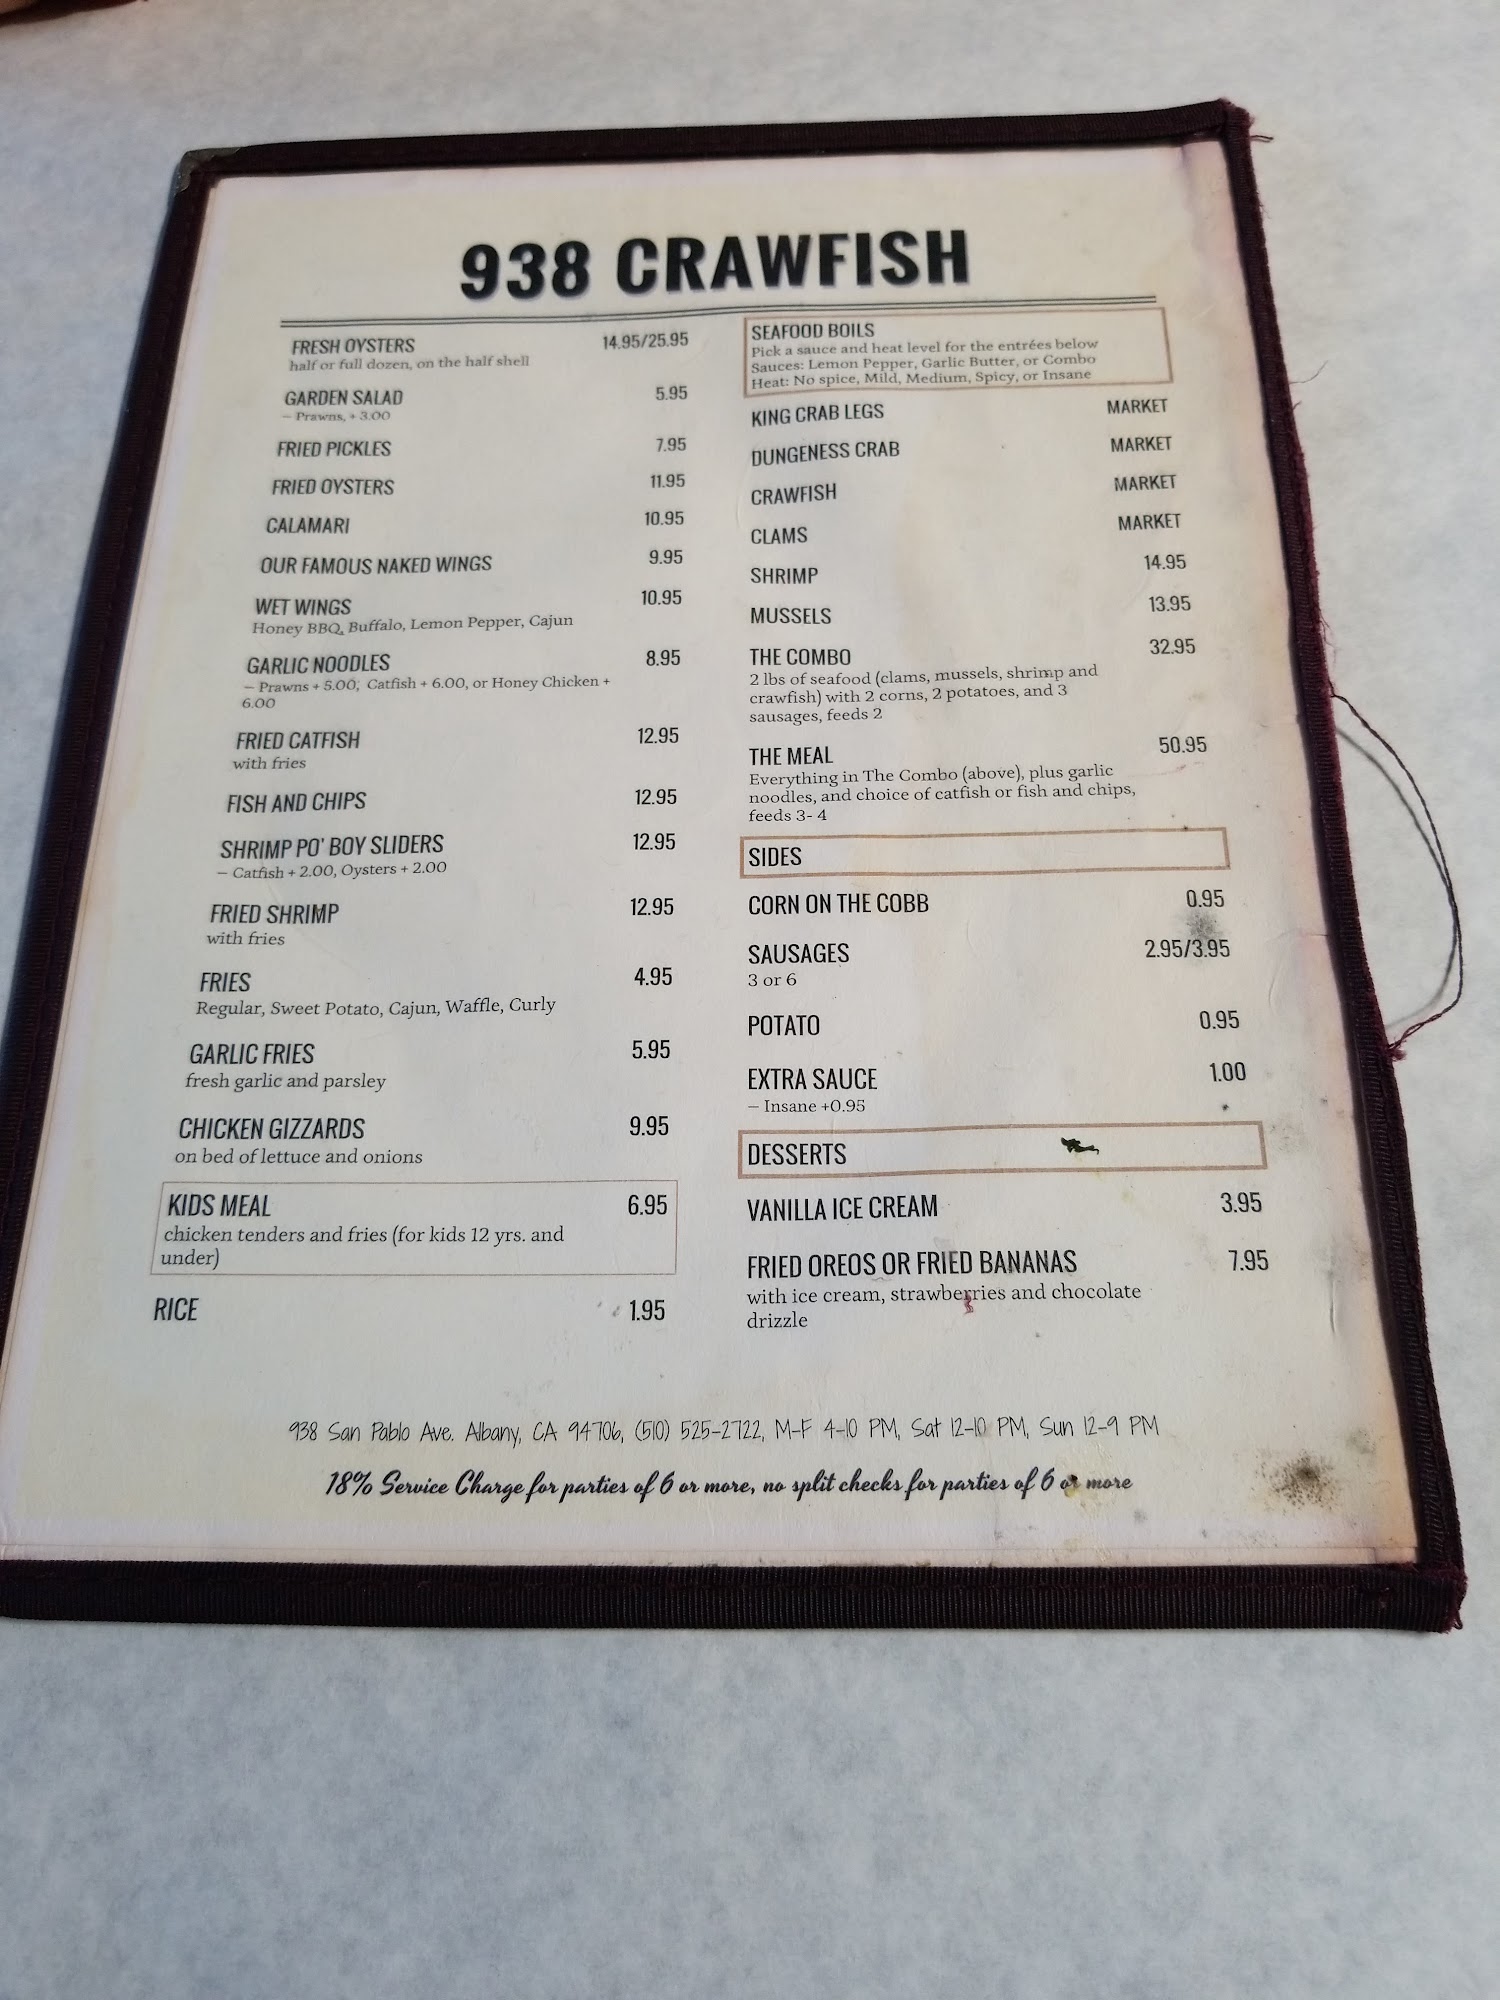 938 CRAWFISH
FRESH OYSTERS 14.95/25.95
half or full dozen, on the half shell
GARDEN SALAD 5.95
– Prawns, + 3.00
FRIED PICKLES 7.95
FRIED OYSTERS 11.95
CALAMARI 10.95
OUR FAMOUS NAKED WINGS 9.95
WET WINGS 10.95
Honey BBQ, Buffalo, Lemon Pepper, Cajun
GARLIC NOODLES 8.95
– Prawns + 5.00; Catfish + 6.00, or Honey Chicken +
6.00
FRIED CATFISH 12.95
with fries
FISH AND CHIPS 12.95
SHRIMP PO' BOY SLIDERS 12.95
– Catfish + 2.00, Oysters + 2.00
FRIED SHRIMP 12.95
with fries
FRIES 4.95
Regular, Sweet Potato, Cajun, Waffle, Curly
GARLIC FRIES 5.95
fresh garlic and parsley
CHICKEN GIZZARDS 9.95
on bed of lettuce and onions
KIDS MEAL 6.95
chicken tenders and fries (for kids 12 yrs. and
under)
RICE 1.95
SEAFOOD BOILS
Pick a sauce and heat level for the entrées below
Sauces: Lemon Pepper, Garlic Butter, or Combo
Heat: No spice, Mild, Medium, Spicy, or Insane
KING CRAB LEGS MARKET
DUNGENESS CRAB MARKET
CRAWFISH MARKET
CLAMS MARKET
SHRIMP 14.95
MUSSELS 13.95
THE COMBO 32.95
2 lbs of seafood (clams, mussels, shrimp and
crawfish) with 2 corns, 2 potatoes, and 3
sausages, feeds 2
THE MEAL 50.95
Everything in The Combo (above), plus garlic
noodles, and choice of catfish or fish and chips,
feeds 3- 4
SIDES
CORN ON THE COBB 0.95
SAUSAGES 2.95/3.95
3 or 6
POTATO 0.95
EXTRA SAUCE 1.00
– Insane +0.95
DESSERTS
VANILLA ICE CREAM 3.95
FRIED OREOS OR FRIED BANANAS 7.95
with ice cream, strawberries and chocolate
drizzle
938 San Pablo Ave. Albany, CA 94706, (510) 525-2722, M-F 4-10 PM, Sat 12-10 PM, Sun 12-9 PM
18% Service Charge for parties of 6 or more, no split checks for parties of 6 or more